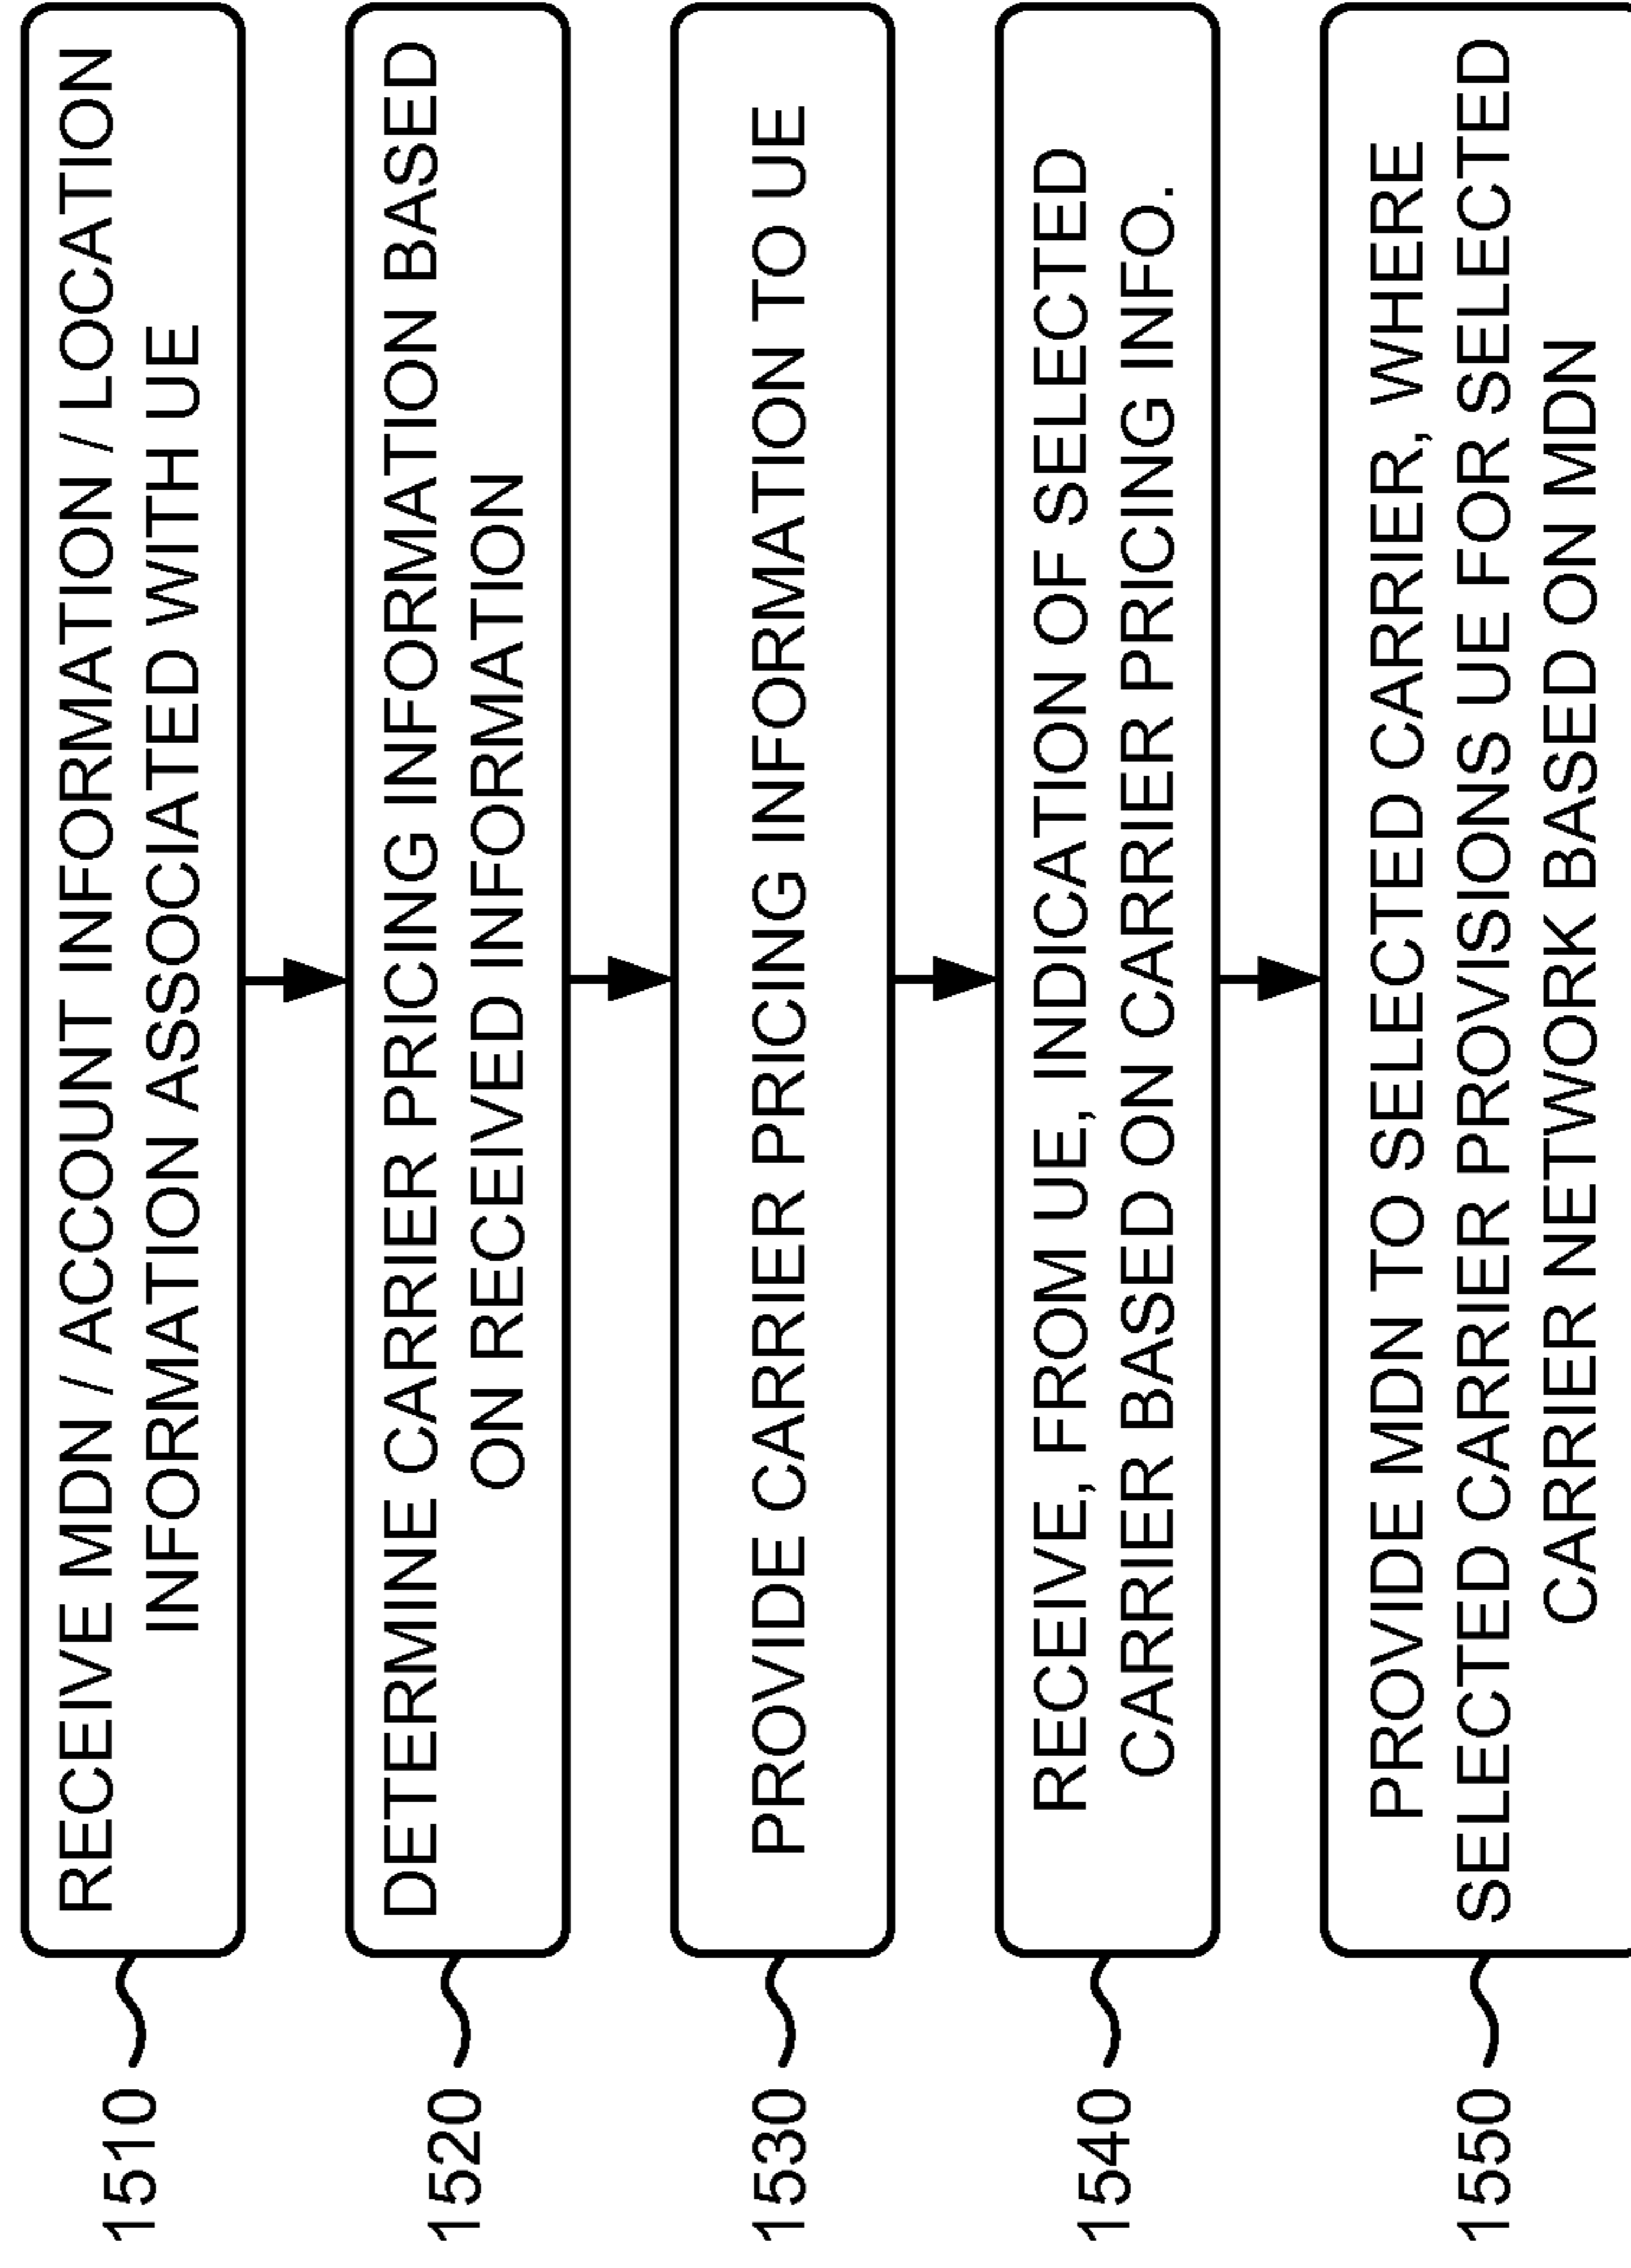 1510
RECEIVE MDN / ACCOUNT INFORMATION / LOCATION
INFORMATION ASSOCIATED WITH UE
1520
DETERMINE CARRIER PRICING INFORMATION BASED
ON RECEIVED INFORMATION
1530
PROVIDE CARRIER PRICING INFORMATION TO UE
1540
RECEIVE, FROM UE, INDICATION OF SELECTED
CARRIER BASED ON CARRIER PRICING INFO.
1550
PROVIDE MDN TO SELECTED CARRIER, WHERE
SELECTED CARRIER PROVISIONS UE FOR SELECTED
CARRIER NETWORK BASED ON MDN